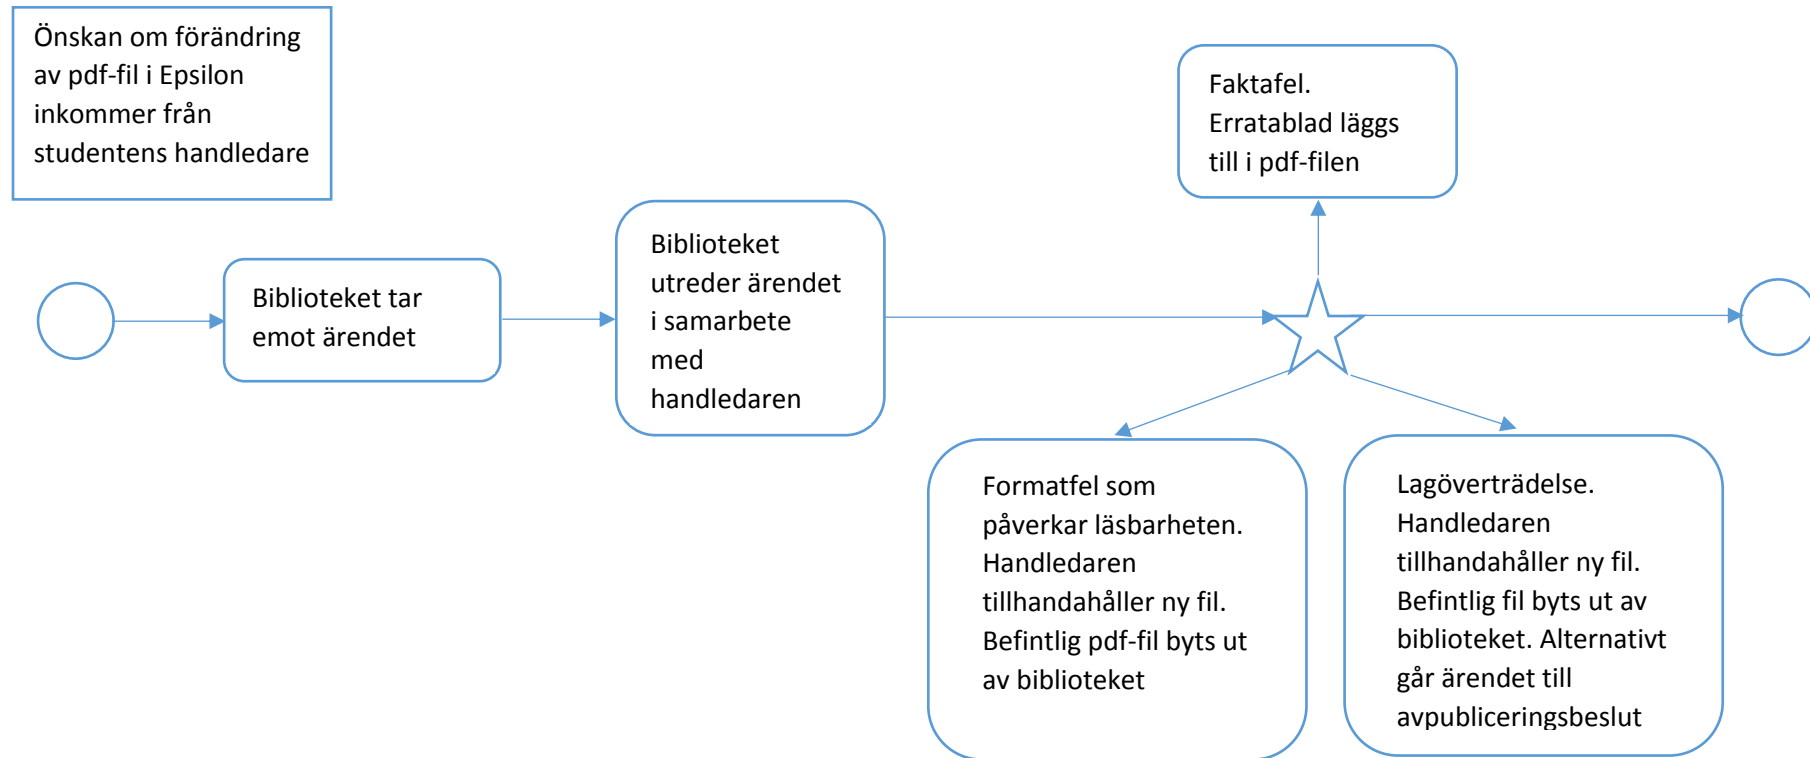 Önskan om förändring
av pdf-fil i Epsilon
inkommer från
studentens handledare
Biblioteket tar
emot ärendet
Biblioteket
utreder ärendet
i samarbete
med
handledaren
Faktafel.
Erratablad läggs
till i pdf-filen
Formatfel som
påverkar läsbarheten.
Handledaren
tillhandahåller ny fil.
Befintlig pdf-fil byts ut
av biblioteket
Lagöverträdelse.
Handledaren
tillhandahåller ny fil.
Befintlig fil byts ut av
biblioteket. Alternativt
går ärendet till
avpubliceringsbeslut